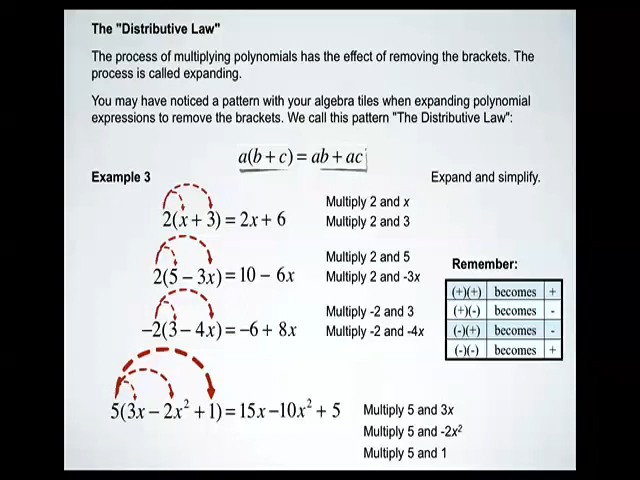 The "Distributive Law"
The process of multiplying polynomials has the effect of removing the brackets. The
process is called expanding.
You may have noticed a pattern with your algebra tiles when expanding polynomial
expressions to remove the brackets. We call this pattern "The Distributive Law":
a(b + c) = ab + ac
Example 3
Expand and simplify.
2(x + 3) = 2x + 6
Multiply 2 and x
Multiply 2 and 3
2(5 − 3x) = 10 − 6x
Multiply 2 and 5
Multiply 2 and -3x
−2(3 − 4x) = −6 + 8x
Multiply -2 and 3
Multiply -2 and -4x
Remember:
(+)(+) becomes +
(+)(-) becomes -
(-)(+) becomes -
(-)(-) becomes +
5(3x − 2x² + 1) = 15x −10x² + 5
Multiply 5 and 3x
Multiply 5 and -2x²
Multiply 5 and 1